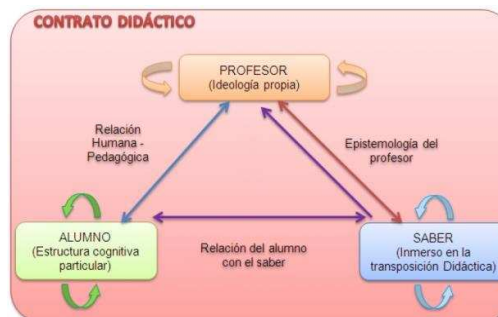 CONTRATO DIDÁCTICO
PROFESOR
(Ideología propia)
Relación
Humana -
Pedagógica
Epistemología del
profesor
ALUMNO
(Estructura cognitiva
particular)
Relación del alumno
con el saber
SABER
(Inmerso en la
transposición Didáctica)